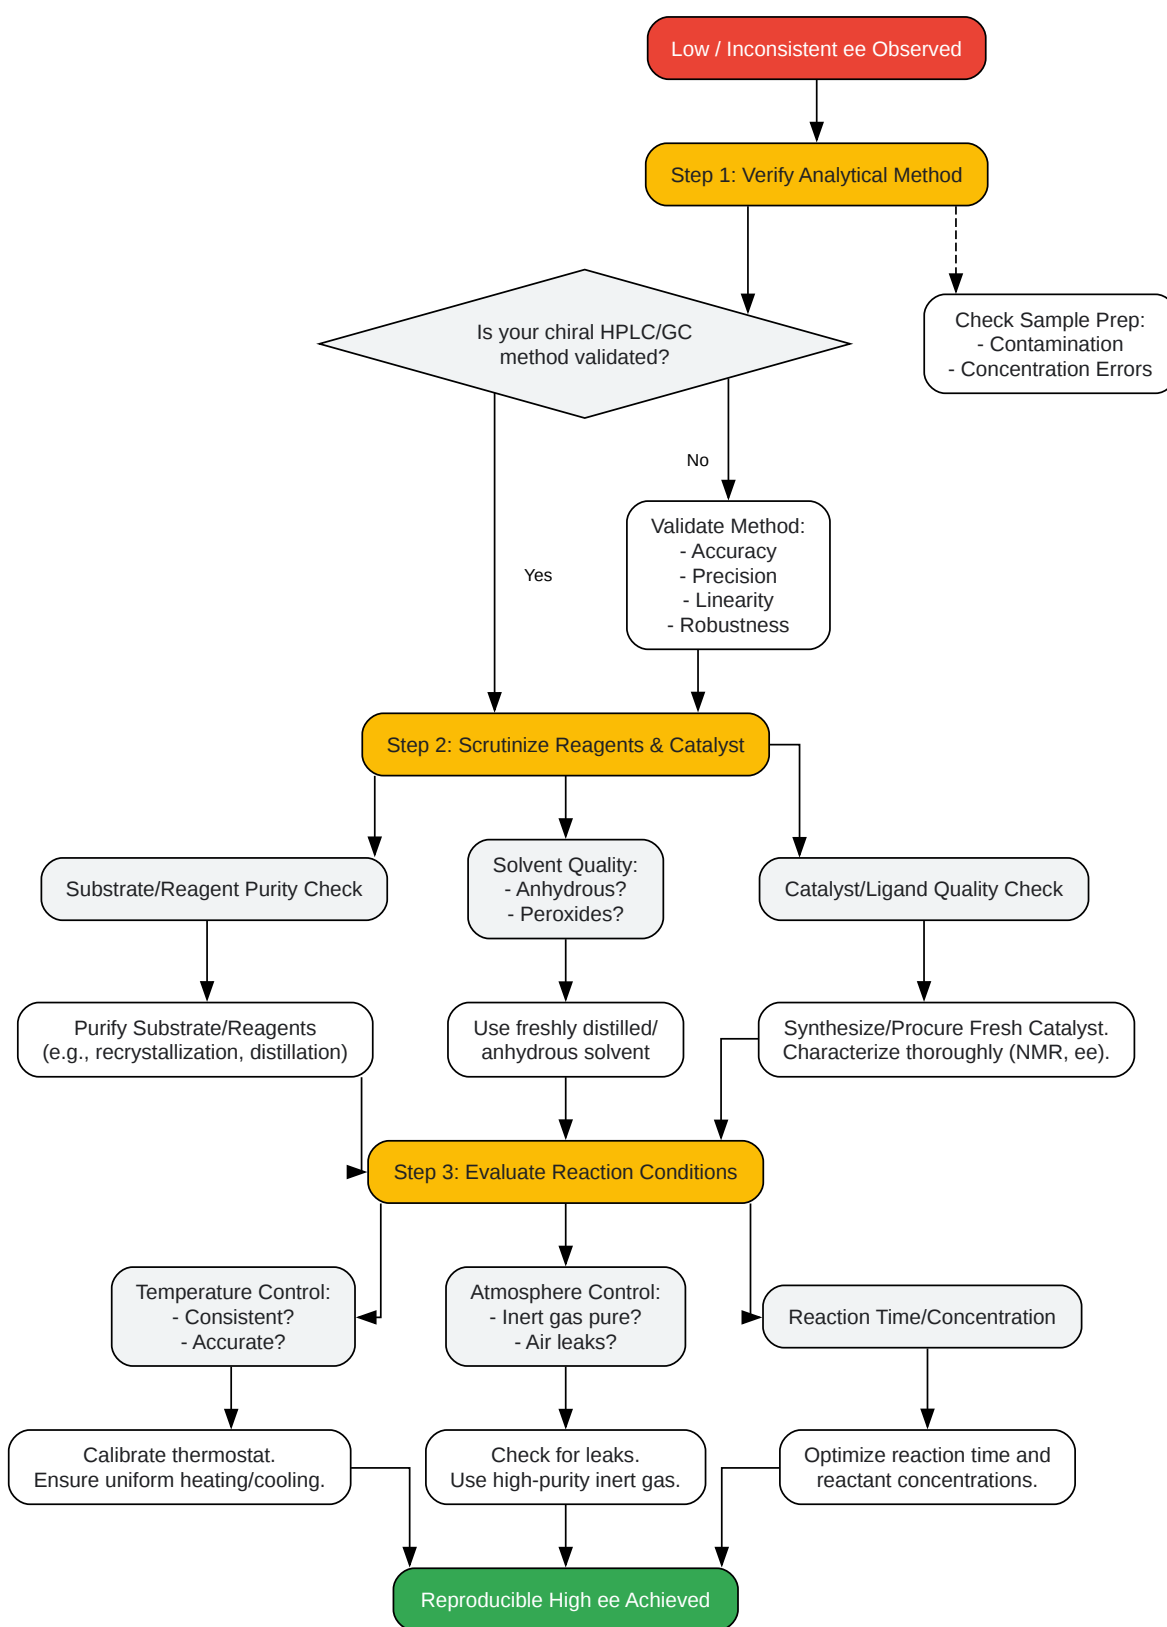 Low / Inconsistent ee Observed
Step 1: Verify Analytical Method
Is your chiral HPLC/GC
method validated?
Check Sample Prep:
- Contamination
- Concentration Errors
No
Yes
Validate Method:
- Accuracy
- Precision
- Linearity
- Robustness
Step 2: Scrutinize Reagents & Catalyst
Substrate/Reagent Purity Check
Solvent Quality:
- Anhydrous?
- Peroxides?
Catalyst/Ligand Quality Check
Purify Substrate/Reagents
(e.g., recrystallization, distillation)
Use freshly distilled/
anhydrous solvent
Synthesize/Procure Fresh Catalyst.
Characterize thoroughly (NMR, ee).
Step 3: Evaluate Reaction Conditions
Temperature Control:
- Consistent?
- Accurate?
Atmosphere Control:
- Inert gas pure?
- Air leaks?
Reaction Time/Concentration
Calibrate thermostat.
Ensure uniform heating/cooling.
Check for leaks.
Use high-purity inert gas.
Optimize reaction time and
reactant concentrations.
Reproducible High ee Achieved